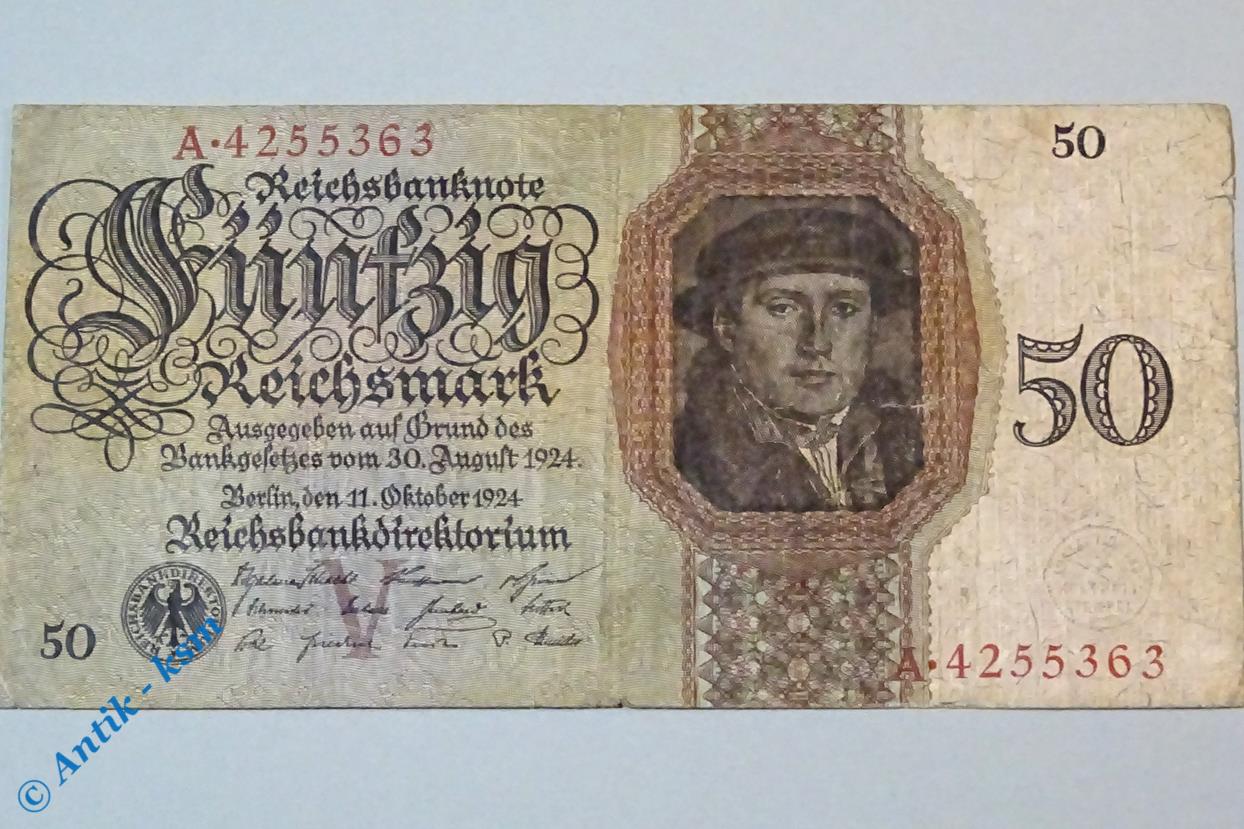 A·4255363
Reichsbanknote
Fünfzig
Reichsmark
Ausgegeben auf Grund des
Bankgesetzes vom 30. August 1924.
Berlin, den 11. Oktober 1924
Reichsbankdirektorium
REICHSBANKDIREKTORIUM
V
50
50
50
A·4255363
© Antik - ksm